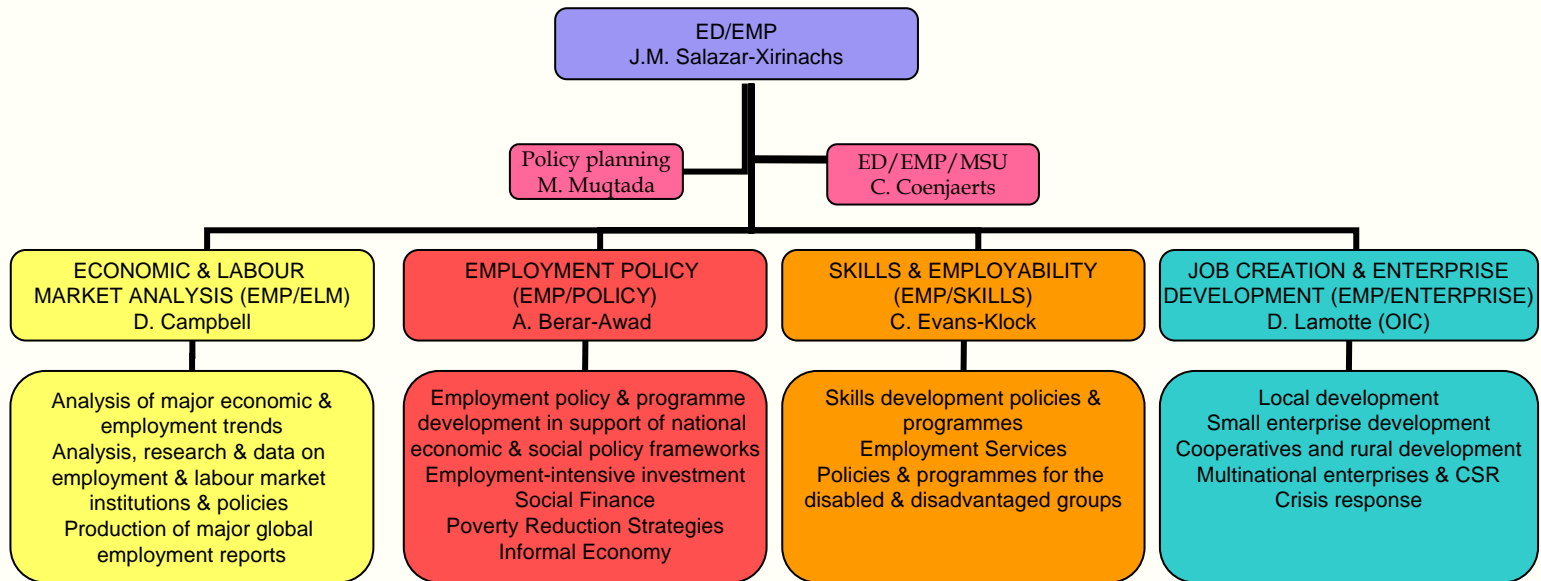 ED/EMP
J.M. Salazar-Xirinachs
Policy planning
M. Muqtada
ED/EMP/MSU
C. Coenjaerts
ECONOMIC & LABOUR
MARKET ANALYSIS (EMP/ELM)
D. Campbell
EMPLOYMENT POLICY
(EMP/POLICY)
A. Berar-Awad
SKILLS & EMPLOYABILITY
(EMP/SKILLS)
C. Evans-Klock
JOB CREATION & ENTERPRISE
DEVELOPMENT (EMP/ENTERPRISE)
D. Lamotte (OIC)
Analysis of major economic &
employment trends
Analysis, research & data on
employment & labour market
institutions & policies
Production of major global
employment reports
Employment policy & programme
development in support of national
economic & social policy frameworks
Employment-intensive investment
Social Finance
Poverty Reduction Strategies
Informal Economy
Skills development policies &
programmes
Employment Services
Policies & programmes for the
disabled & disadvantaged groups
Local development
Small enterprise development
Cooperatives and rural development
Multinational enterprises & CSR
Crisis response